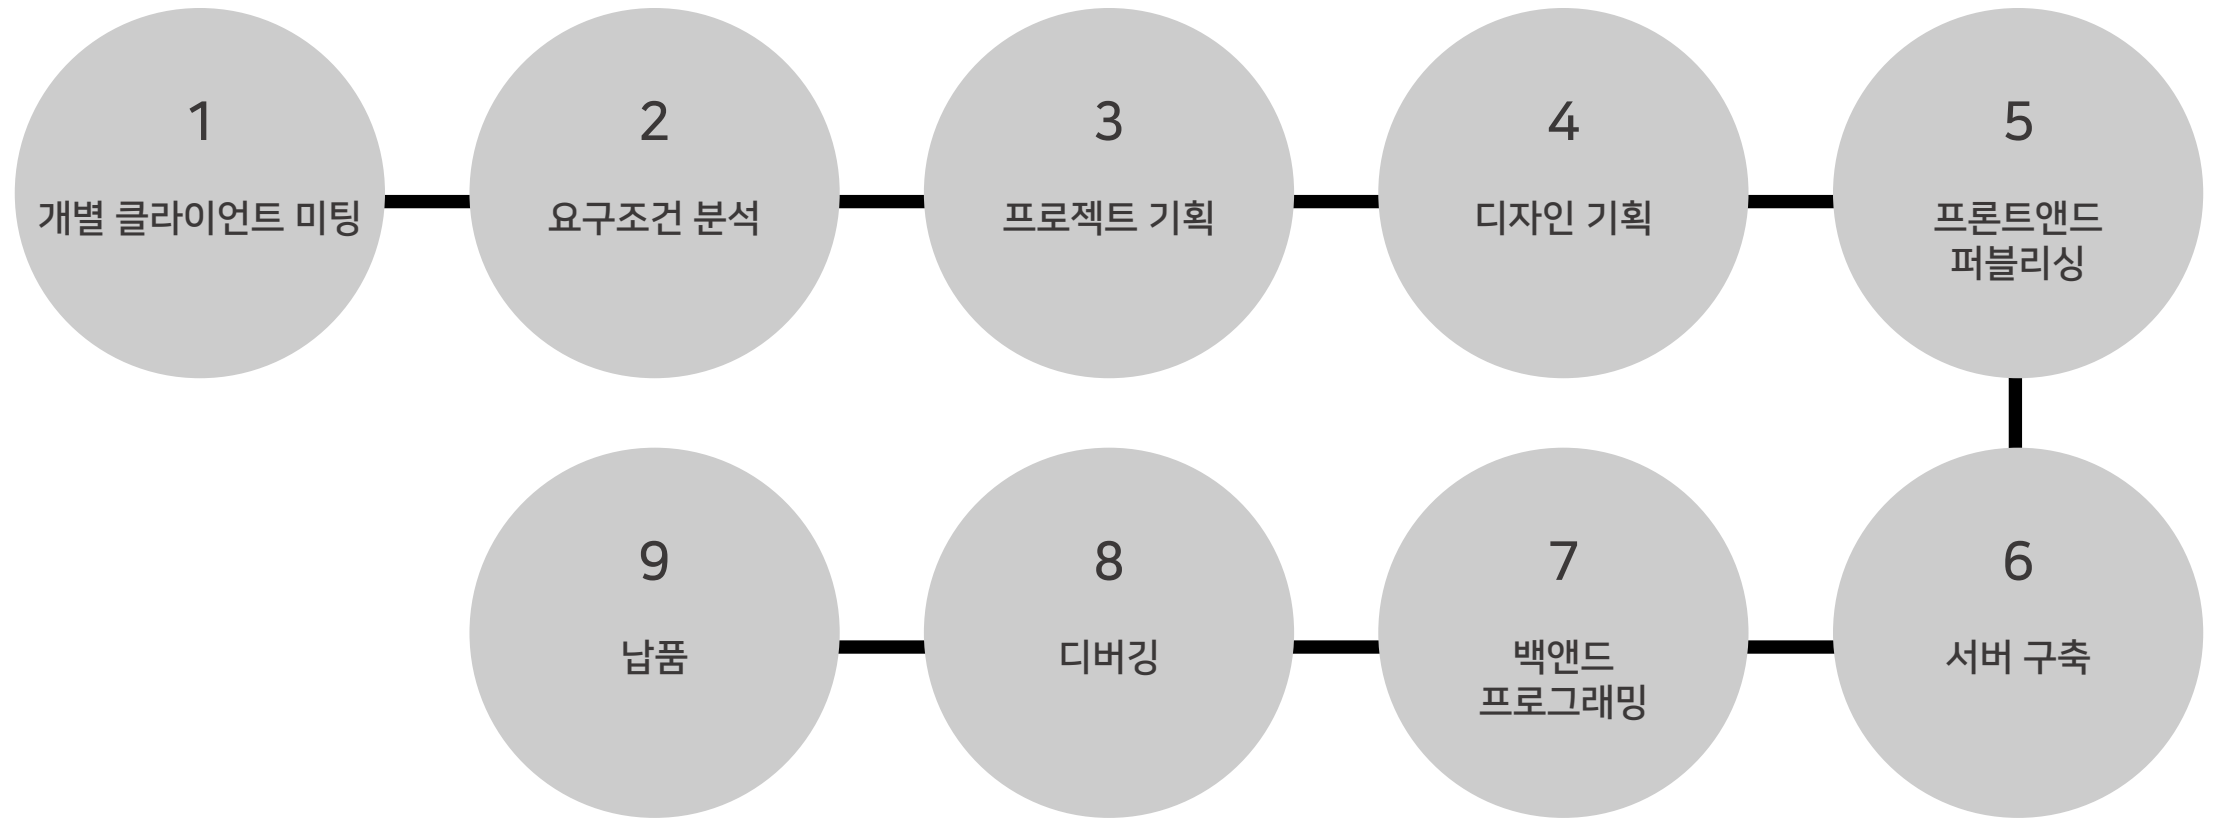 1
개별 클라이언트 미팅
2
요구조건 분석
3
프로젝트 기획
4
디자인 기획
5
프론트앤드
퍼블리싱
6
서버 구축
7
백앤드
프로그래밍
8
디버깅
9
납품